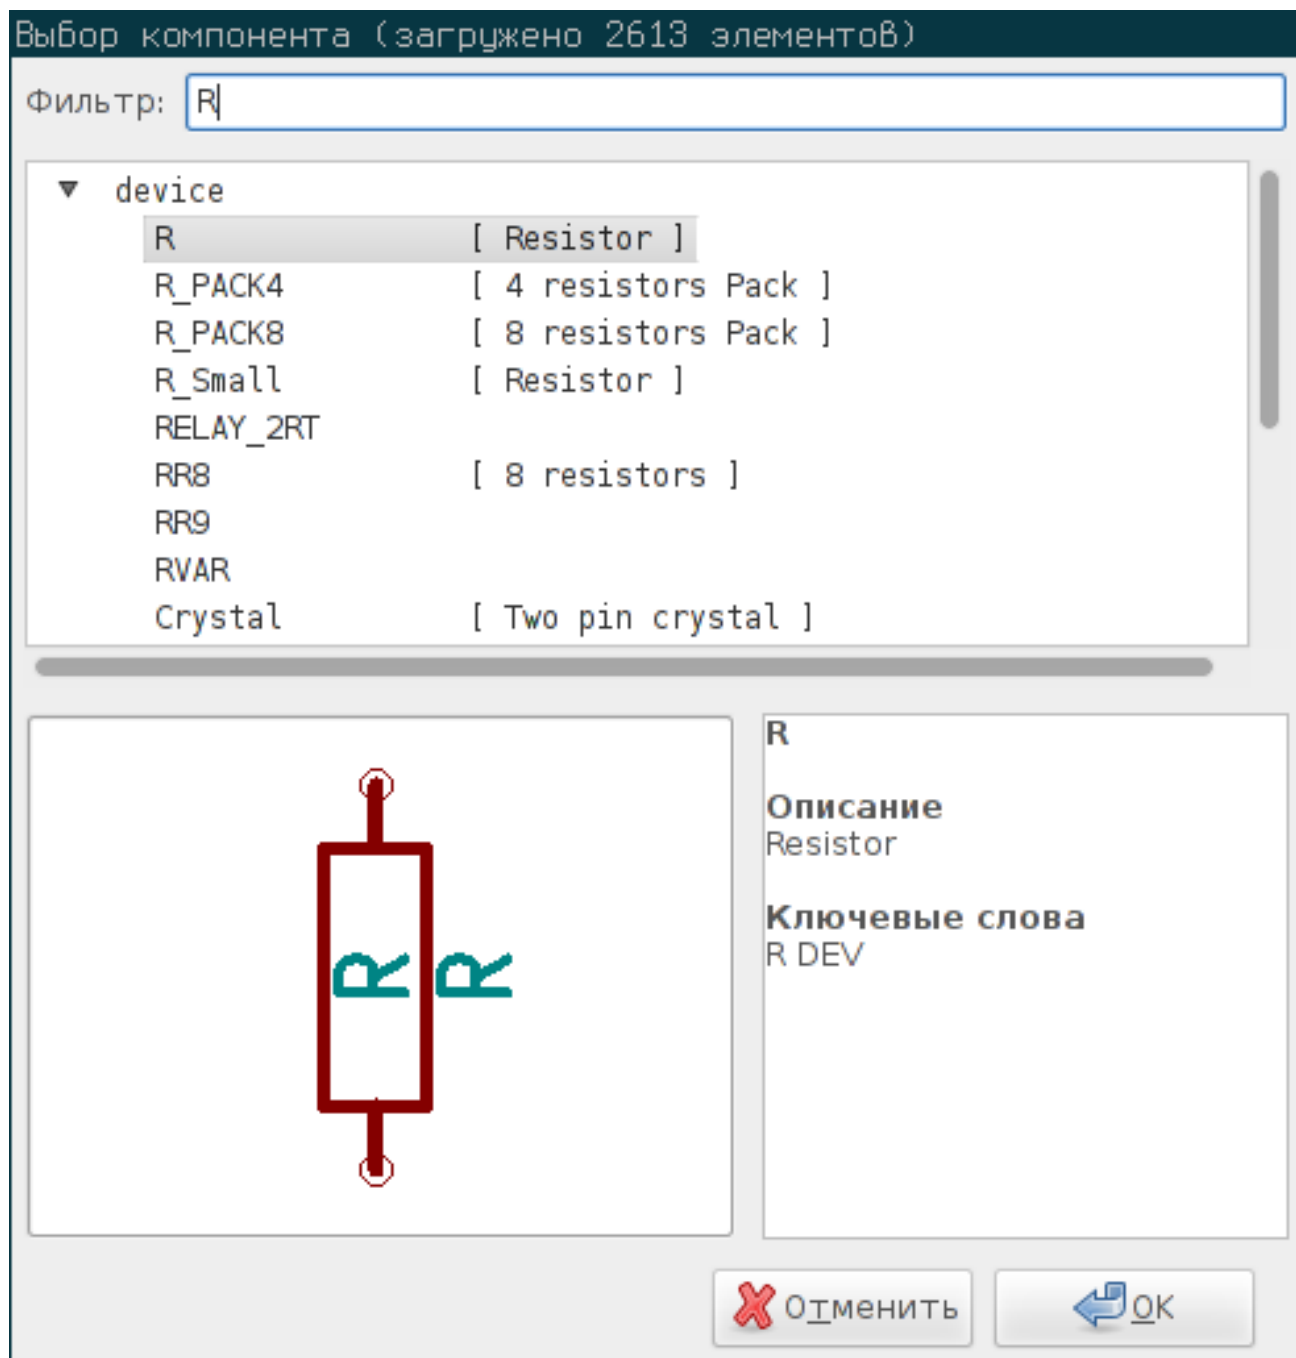 Выбор компонента (загружено 2613 элементов)
Фильтр: R
device
R [ Resistor ]
R_PACK4 [ 4 resistors Pack ]
R_PACK8 [ 8 resistors Pack ]
R_Small [ Resistor ]
RELAY_2RT
RR8 [ 8 resistors ]
RR9
RVAR
Crystal [ Two pin crystal ]
R R
R
Описание
Resistor
Ключевые слова
R DEV
Отменить OK